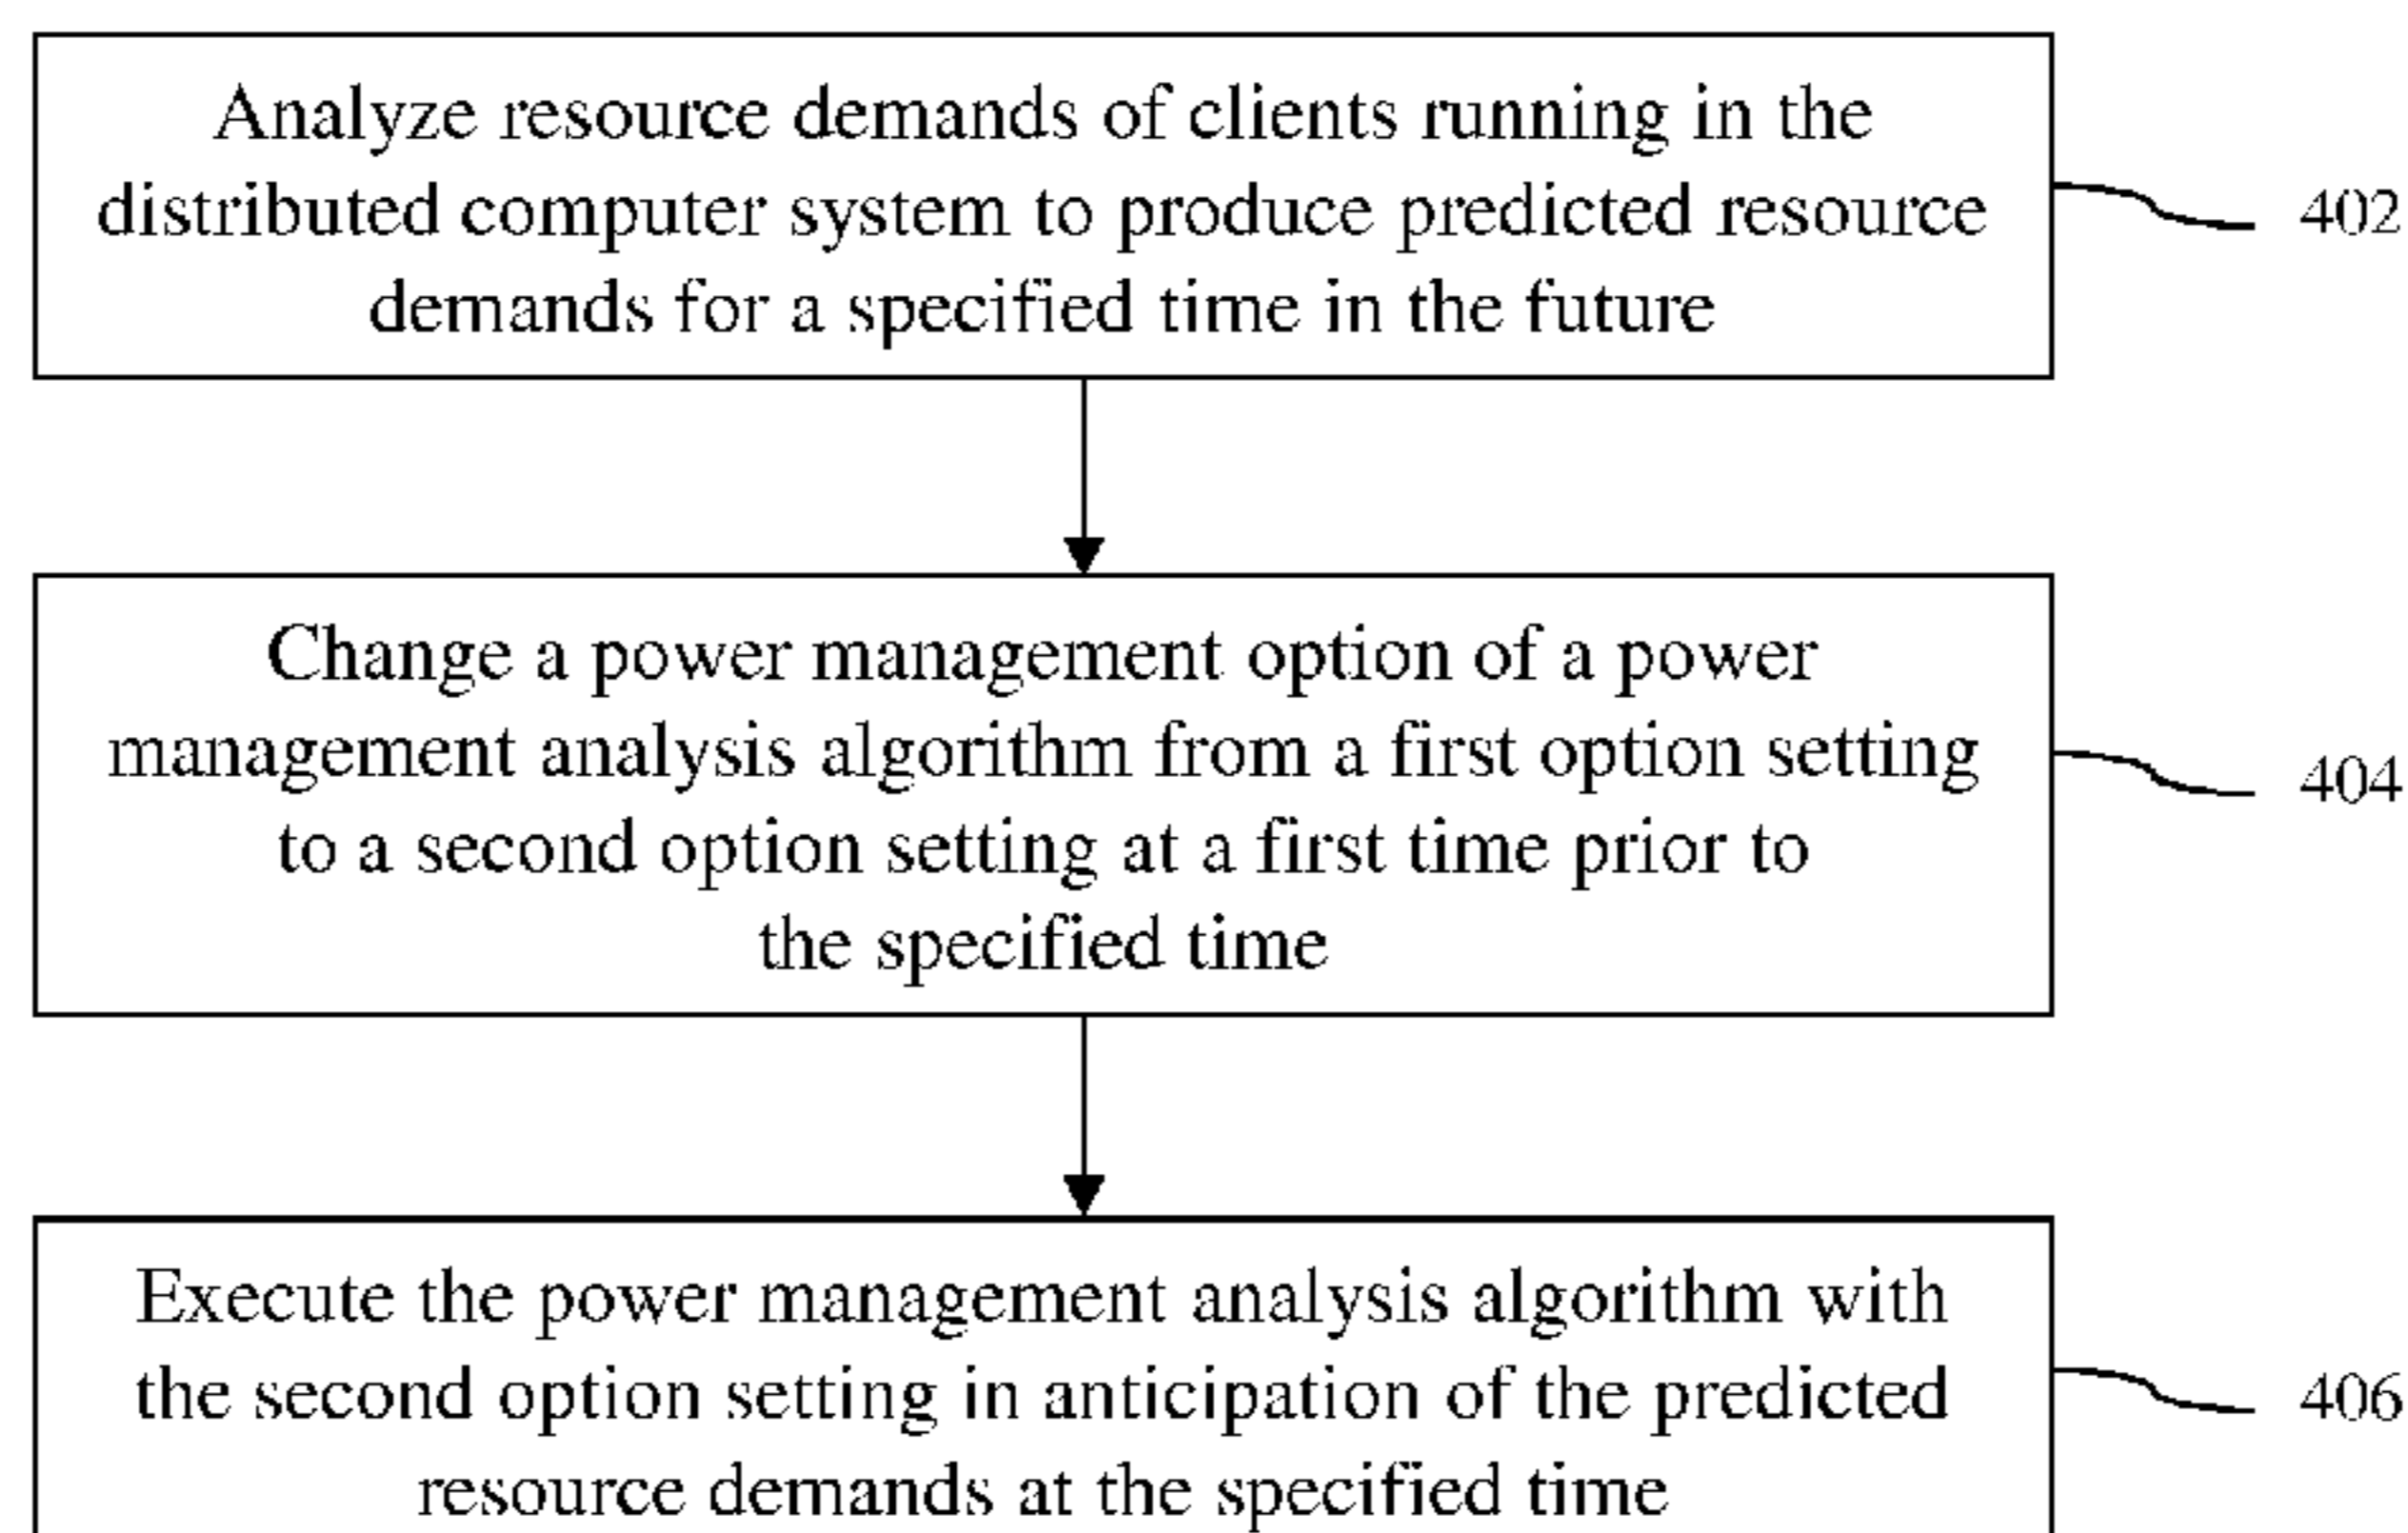 Analyze resource demands of clients running in the
distributed computer system to produce predicted resource
demands for a specified time in the future
402
Change a power management option of a power
management analysis algorithm from a first option setting
to a second option setting at a first time prior to
the specified time
404
Execute the power management analysis algorithm with
the second option setting in anticipation of the predicted
resource demands at the specified time
406